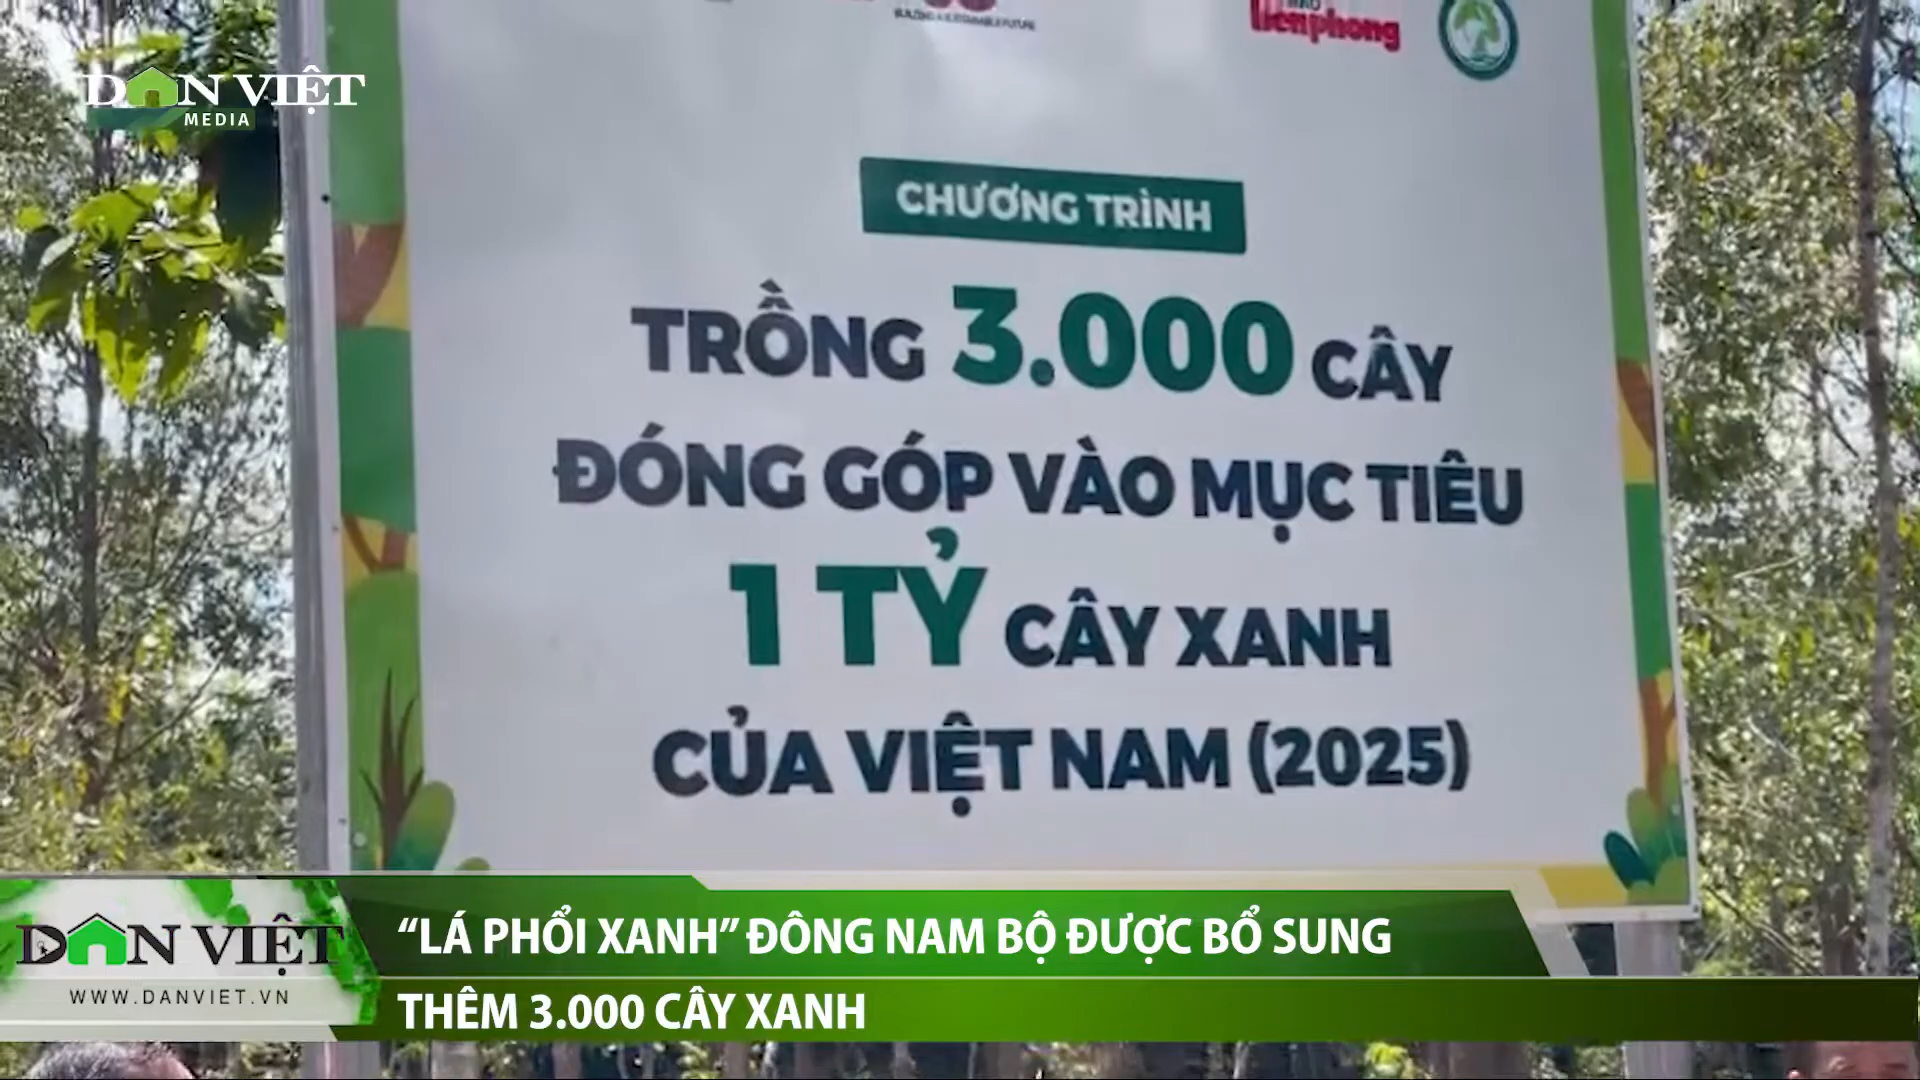 DÂN VIỆT
MEDIA
BÁO
Tienphong
CHƯƠNG TRÌNH
TRỒNG 3.000 CÂY
ĐÓNG GÓP VÀO MỤC TIÊU
1 TỶ CÂY XANH
CỦA VIỆT NAM (2025)
DÂN VIỆT
WWW.DANVIET.VN
“LÁ PHỔI XANH” ĐÔNG NAM BỘ ĐƯỢC BỔ SUNG
THÊM 3.000 CÂY XANH